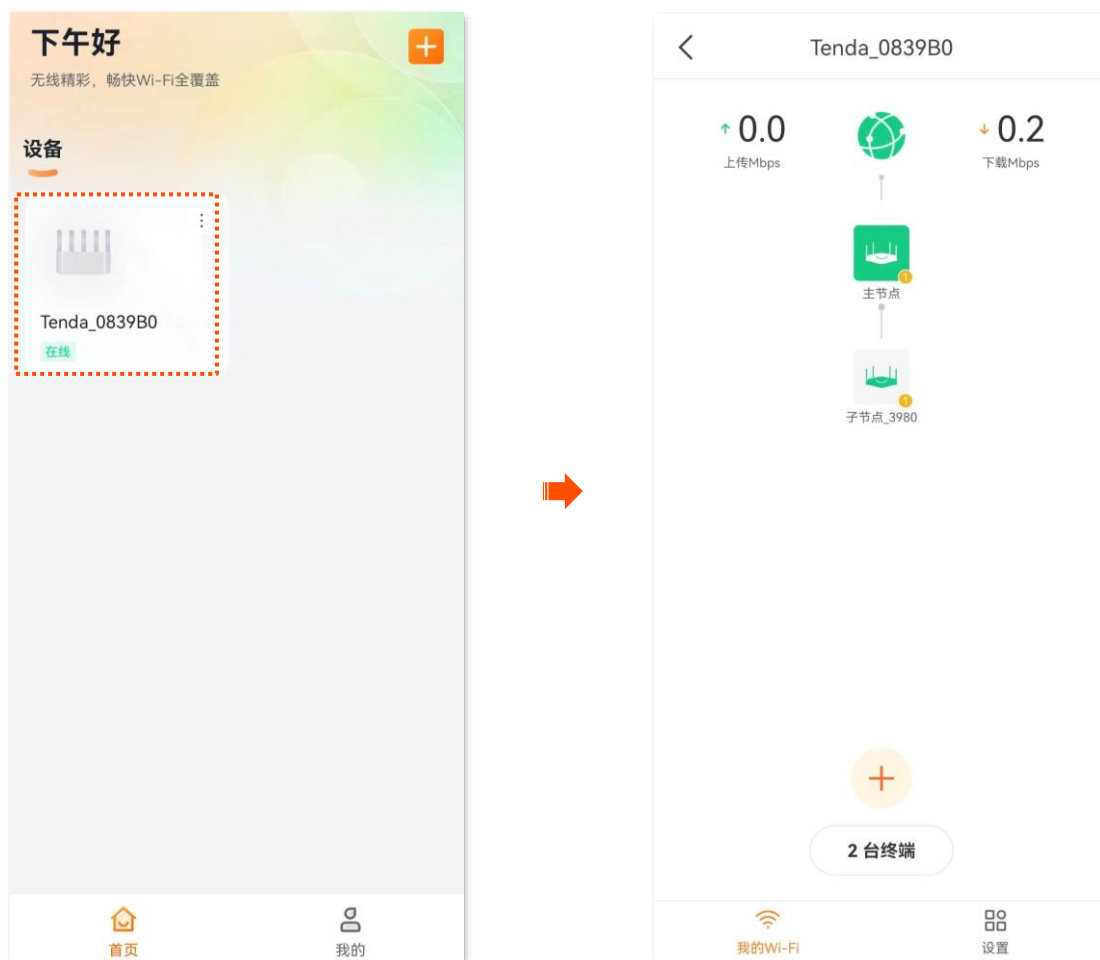 下午好
无线精彩，畅快Wi-Fi全覆盖
设备
Tenda_0839B0
在线
首页
我的
Tenda_0839B0
0.0
上传Mbps
0.2
下载Mbps
1
主节点
1
子节点_3980
2 台终端
我的Wi-Fi
设置